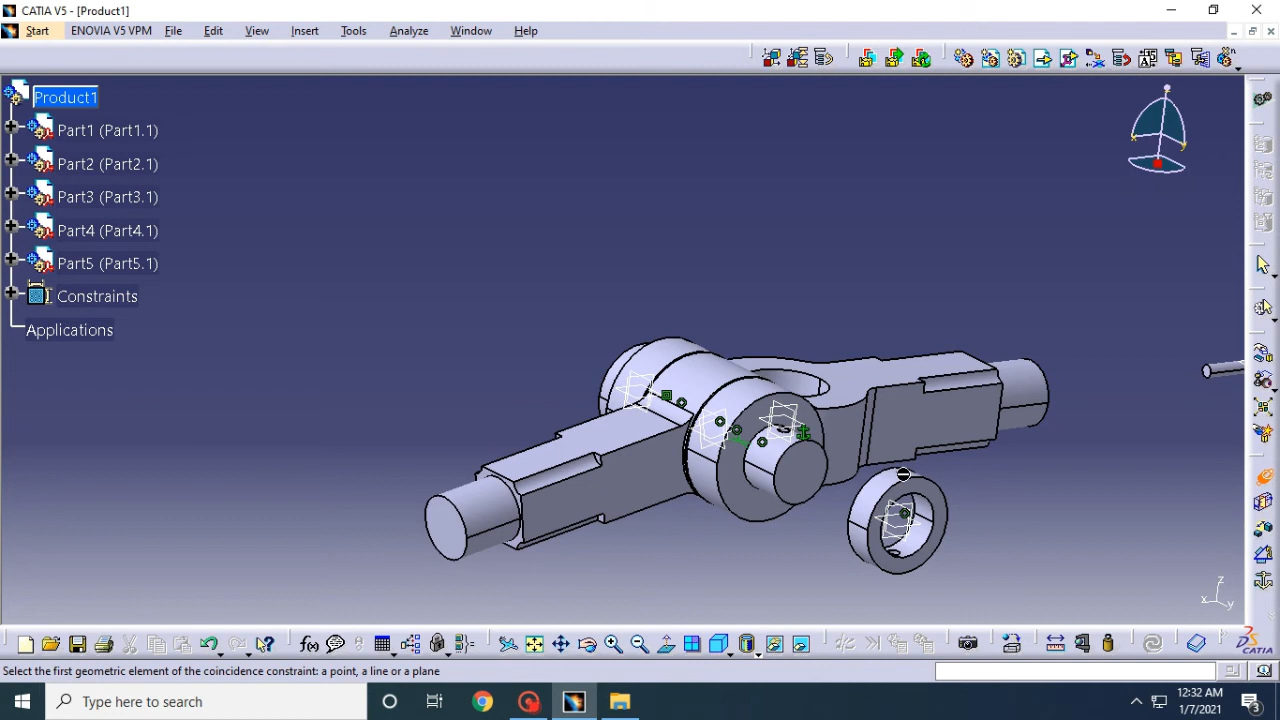 CATIA V5 - [Product1]
Start ENOVIA V5 VPM File Edit View Insert Tools Analyze Window Help
Product1
Part1 (Part1.1)
Part2 (Part2.1)
Part3 (Part3.1)
Part4 (Part4.1)
Part5 (Part5.1)
Constraints
Applications
z
x
y
f(x)
CATIA
Select the first geometric element of the coincidence constraint: a point, a line or a plane
Type here to search
12:32 AM
1/7/2021
3